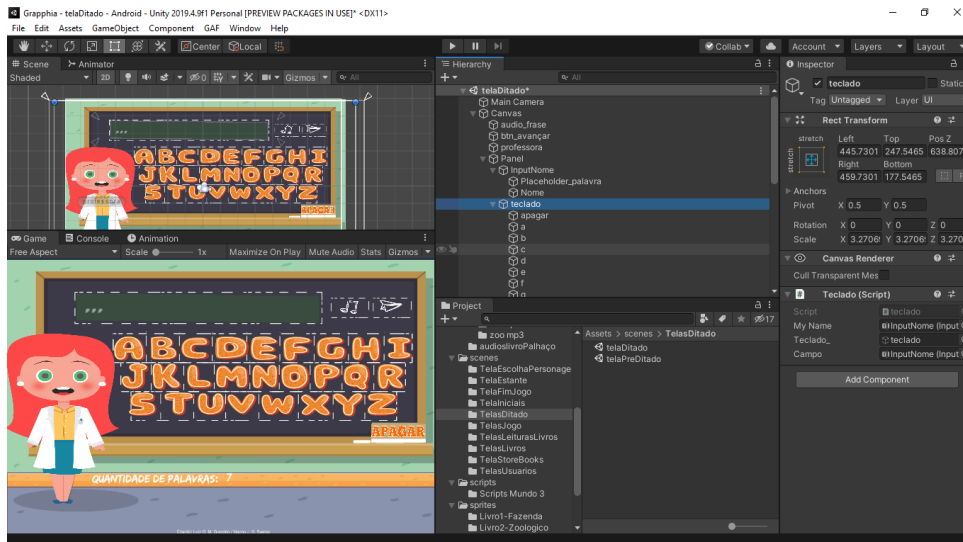 Grapphia - telaDitado - Android - Unity 2019.4.9f1 Personal [PREVIEW PACKAGES IN USE]* <DX11>
File Edit Assets GameObject Component GAF Window Help
Center Local Collab Account Layers Layout
Scene Animator
Shaded 2D 0 Gizmos All
...
ABCDEFGHI
JKLMNOPQR
STUVWXYZ
professora
APAGAR
Game Console Animation
Free Aspect Scale 1x Maximize On Play Mute Audio Stats Gizmos
...
ABCDEFGHI
JKLMNOPQR
STUVWXYZ
APAGAR
QUANTIDADE DE PALAVRAS: 7
Hierarchy
All
telaDitado*
Main Camera
Canvas
audio_frase
btn_avançar
professora
Panel
InputNome
Placeholder_palavra
Nome
teclado
apagar
a
b
c
d
e
f
g
Project
17
zoo mp3
audioslivroPalhaço
scenes
TelaEscolhaPersonage
TelaEstante
TelaFimJogo
TelaIniciais
TelasDitado
TelasJogo
TelasLeiturasLivros
TelasLivros
TelaStoreBooks
TelasUsuarios
scripts
Scripts Mundo 3
sprites
Livro1-Fazenda
Livro2-Zoologico
Assets > scenes > TelasDitado
telaDitado
telaPreDitado
Inspector
teclado Static
Tag Untagged Layer UI
Rect Transform
stretch Left Top Pos Z
445.7301 247.5465 638.807
stretch Right Bottom
459.7301 177.5465
Anchors
Pivot X 0.5 Y 0.5
Rotation X 0 Y 0 Z 0
Scale X 3.2706 Y 3.2706 Z 3.270
Canvas Renderer
Cull Transparent Mes
Teclado (Script)
Script teclado
My Name InputNome (Input
Teclado_ teclado
Campo InputNome (Input
Add Component